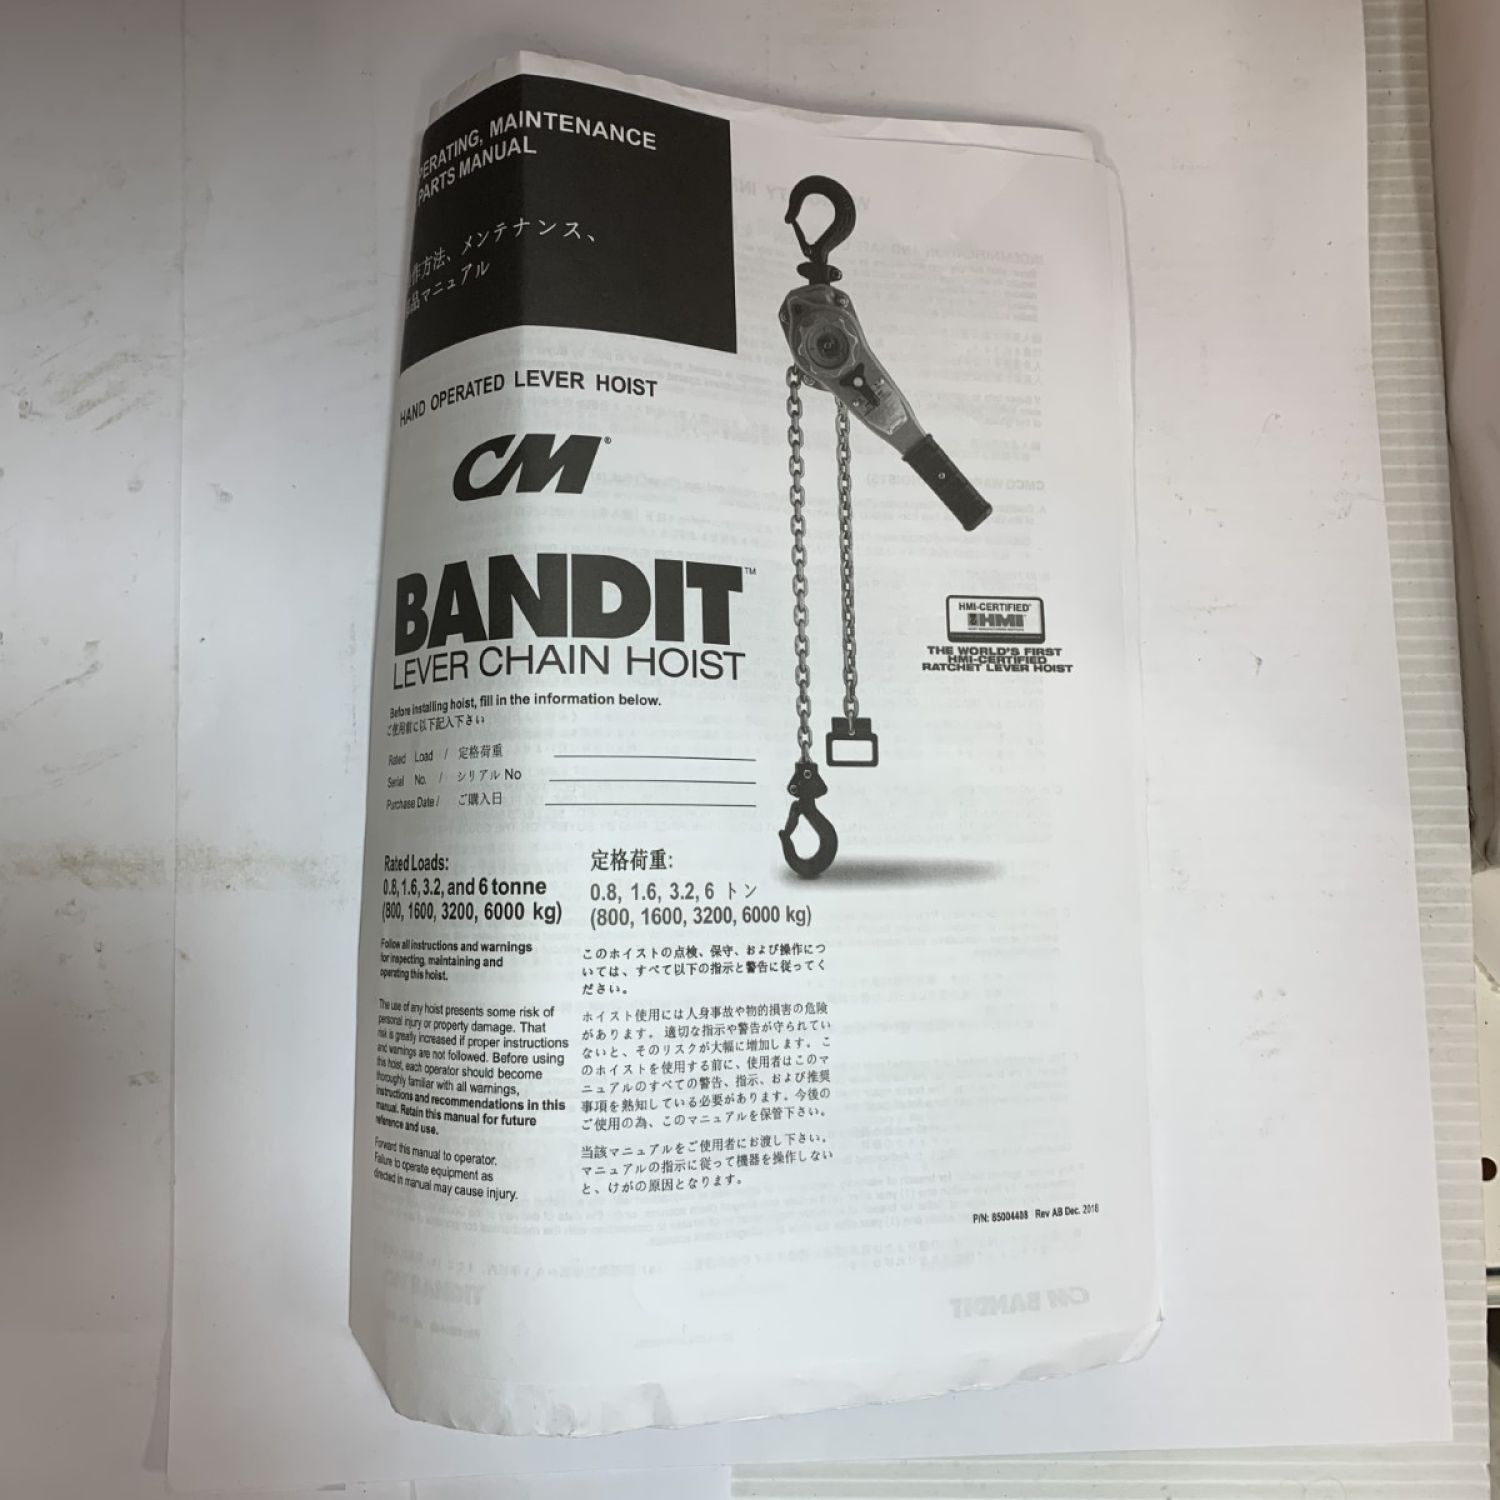 PERATING, MAINTENANCE
PARTS MANUAL
作方法、メンテナンス、
品マニュアル
HAND OPERATED LEVER HOIST
CM®
BANDIT™
LEVER CHAIN HOIST
Before installing hoist, fill in the information below.
ご使用前に以下記入下さい
Rated Load / 定格荷重
Serial No. / シリアル No
Purchase Date / ご購入日
HMI-CERTIFIED™
HMI
THE WORLD'S FIRST
HMI-CERTIFIED
RATCHET LEVER HOIST
Rated Loads:
0.8, 1.6, 3.2, and 6 tonne
(800, 1600, 3200, 6000 kg)
Follow all instructions and warnings
for inspecting, maintaining and
operating this hoist.
The use of any hoist presents some risk of
personal injury or property damage. That
risk is greatly increased if proper instructions
and warnings are not followed. Before using
this hoist, each operator should become
thoroughly familiar with all warnings,
instructions and recommendations in this
manual. Retain this manual for future
reference and use.
Forward this manual to operator.
Failure to operate equipment as
directed in manual may cause injury.
定格荷重:
0.8, 1.6, 3.2, 6 トン
(800, 1600, 3200, 6000 kg)
このホイストの点検、保守、および操作につ
いては、すべて以下の指示と警告に従ってく
ださい。
ホイスト使用には人身事故や物的損害の危険
があります。 適切な指示や警告が守られてい
ないと、そのリスクが大幅に増加します。こ
のホイストを使用する前に、使用者はこのマ
ニュアルのすべての警告、指示、および推奨
事項を熟知している必要があります。今後の
ご使用の為、このマニュアルを保管下さい。
当該マニュアルをご使用者にお渡し下さい。
マニュアルの指示に従って機器を操作しない
と、けがの原因となります。
P/N: 85004408 Rev AB Dec. 2018